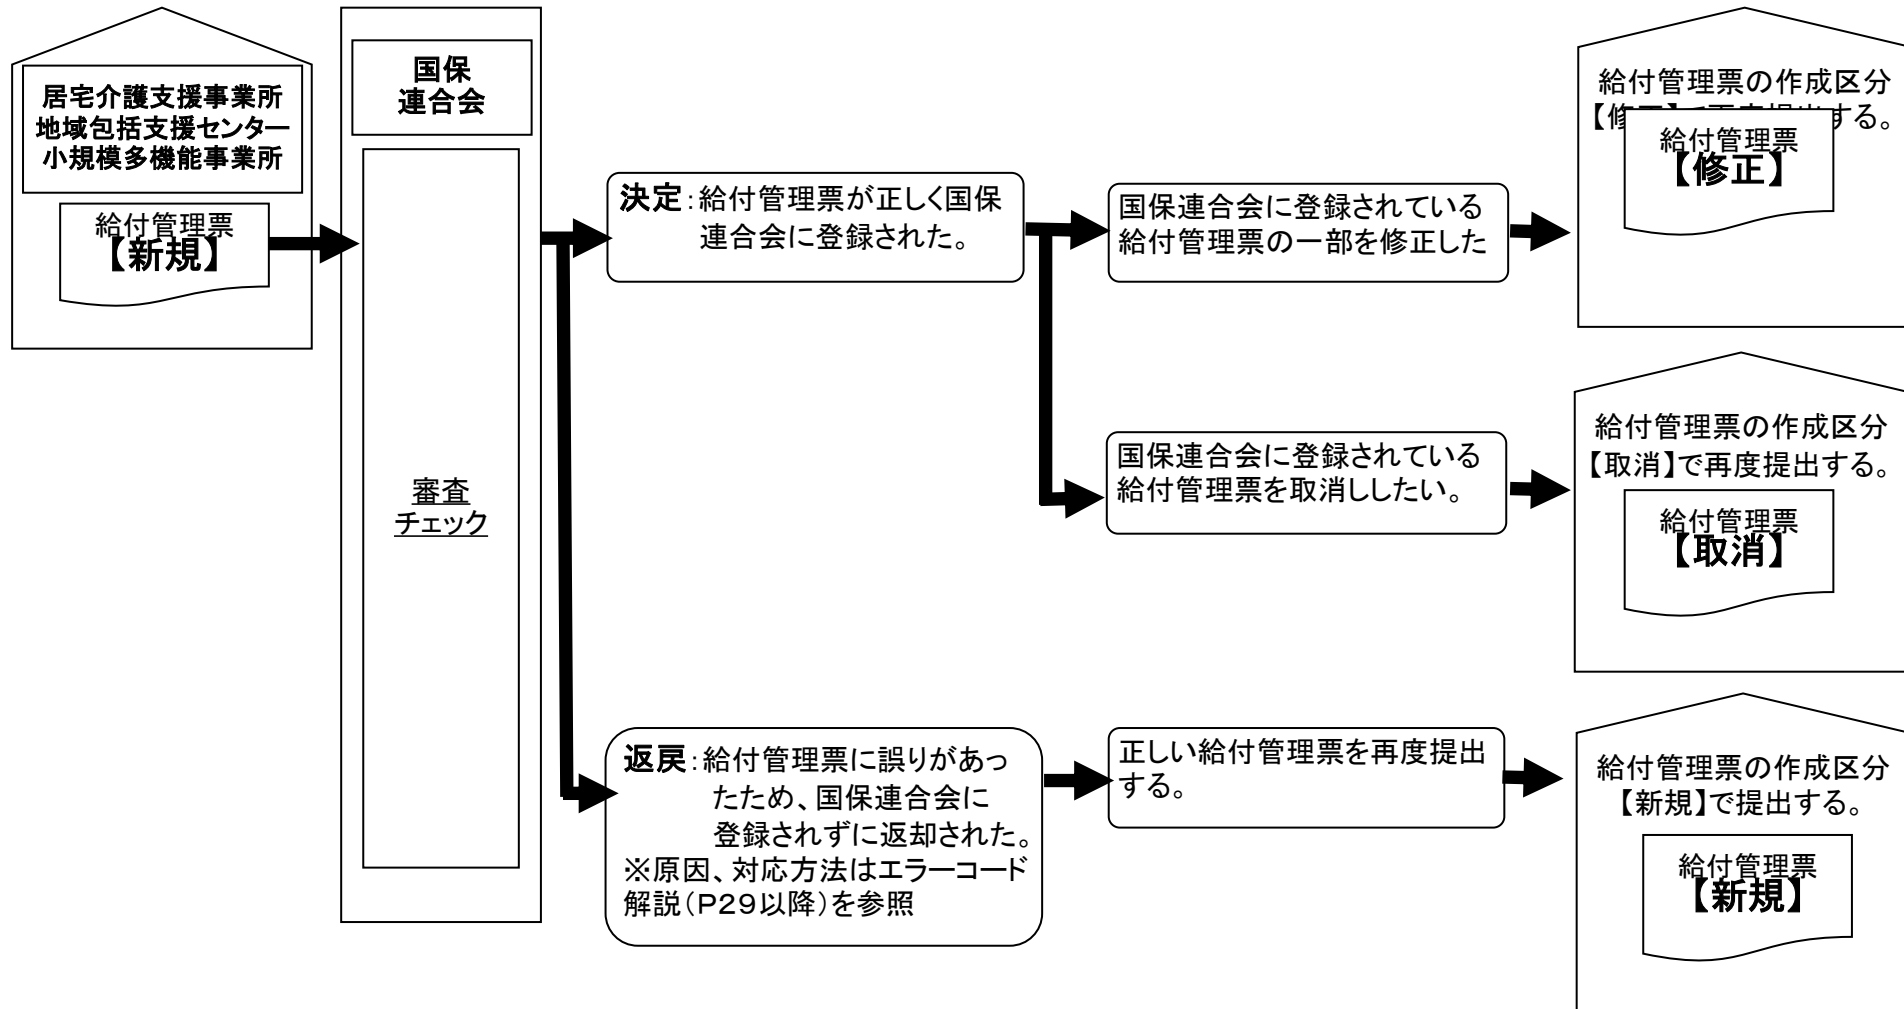 居宅介護支援事業所
地域包括支援センター
小規模多機能事業所
給付管理票
【新規】
国保
連合会
審査
チェック
決定：給付管理票が正しく国保
連合会に登録された。
国保連合会に登録されている
給付管理票の一部を修正した
給付管理票の作成区分
【修 する。
給付管理票
【修正】
国保連合会に登録されている
給付管理票を取消ししたい。
給付管理票の作成区分
【取消】で再度提出する。
給付管理票
【取消】
返戻：給付管理票に誤りがあっ
たため、国保連合会に
登録されずに返却された。
※原因、対応方法はエラーコード
解説（P29以降）を参照
正しい給付管理票を再度提出
する。
給付管理票の作成区分
【新規】で提出する。
給付管理票
【新規】